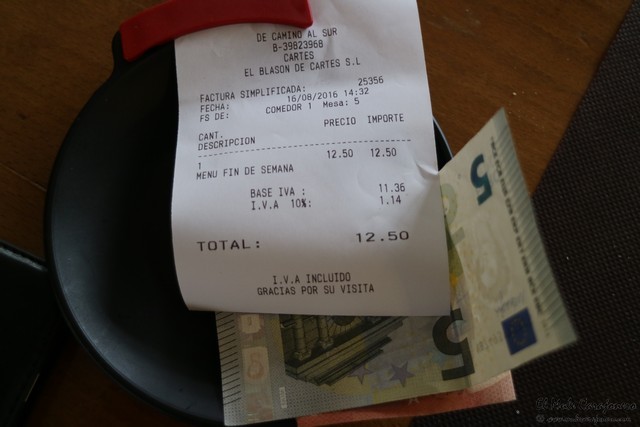 DE CAMINO AL SUR
B-39823968
CARTES
EL BLASON DE CARTES S.L
FACTURA SIMPLIFICADA: 25356
FECHA: 16/08/2016 14:32
FS DE: COMEDOR 1 Mesa: 5
CANT. PRECIO IMPORTE
DESCRIPCION
1 12.50 12.50
MENU FIN DE SEMANA
BASE IVA : 11.36
I.V.A 10%: 1.14
TOTAL: 12.50
I.V.A INCLUIDO
GRACIAS POR SU VISITA
5
5